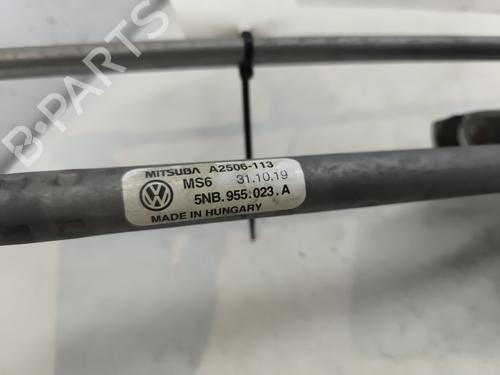 MITSUBA A2506-113
MS6 31.10.19
5NB.955.023.A
MADE IN HUNGARY
B-PARTS